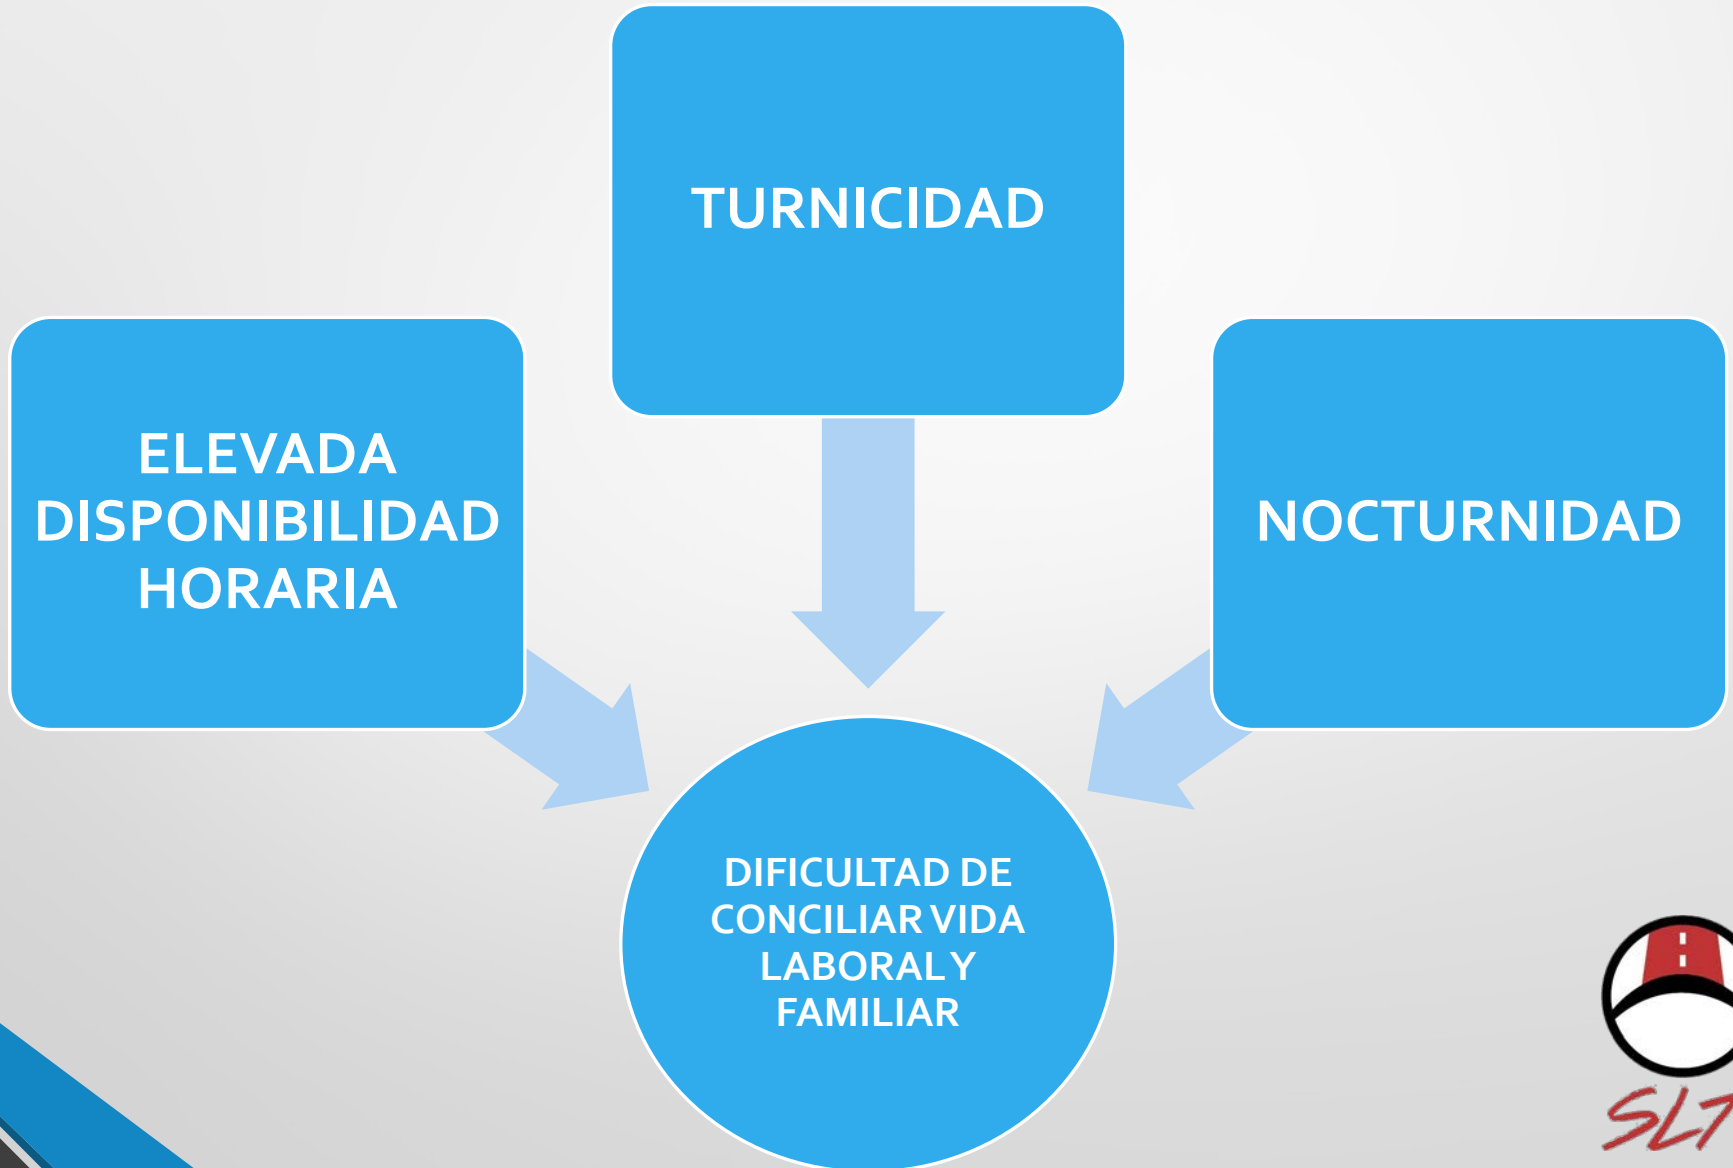 TURNICIDAD
ELEVADA
DISPONIBILIDAD
HORARIA
NOCTURNIDAD
DIFICULTAD DE
CONCILIAR VIDA
LABORAL Y
FAMILIAR
SLT